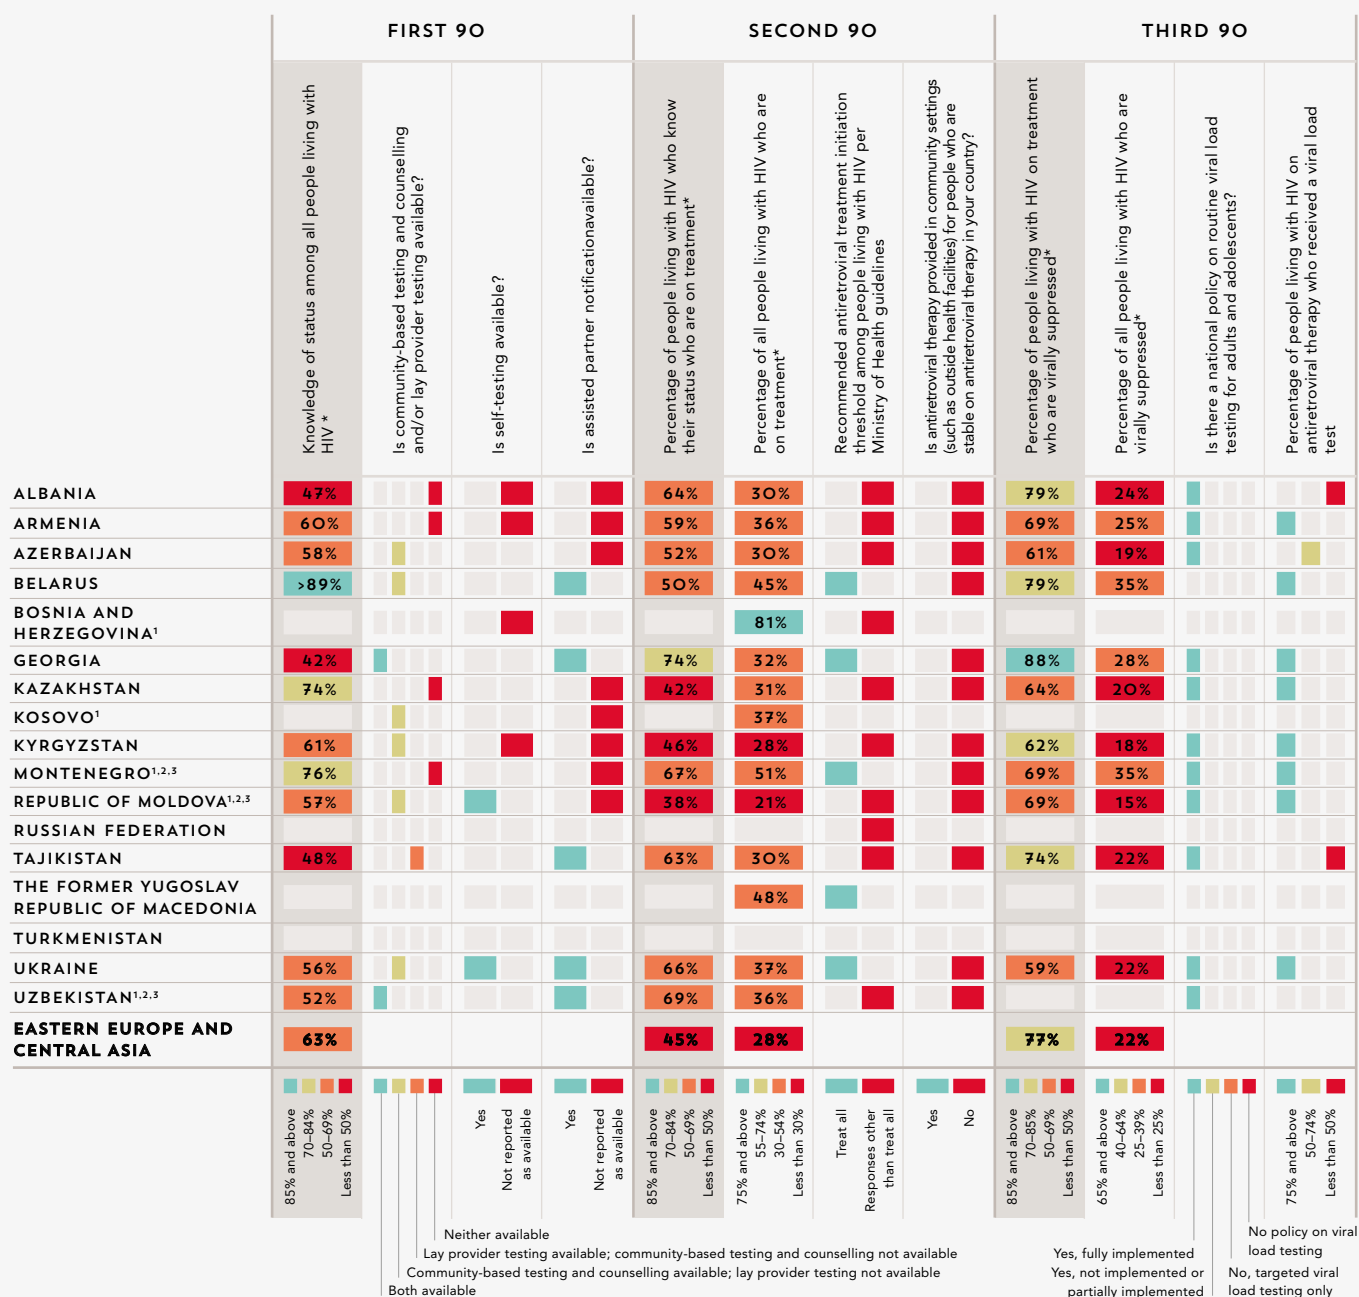 FIRST 90
SECOND 90
THIRD 90
Knowledge of status among all people living with
HIV *
Is community-based testing and counselling
and/or lay provider testing available?
Is self-testing available?
Is assisted partner notificationavailable?
Percentage of people living with HIV who know
their status who are on treatment*
Percentage of all people living with HIV who are
on treatment*
Recommended antiretroviral treatment initiation
threshold among people living with HIV per
Ministry of Health guidelines
Is antiretroviral therapy provided in community settings
(such as outside health facilities) for people who are
stable on antiretroviral therapy in your country?
Percentage of people living with HIV on treatment
who are virally suppressed*
Percentage of all people living with HIV who are
virally suppressed*
Is there a national policy on routine viral load
testing for adults and adolescents?
Percentage of people living with HIV on
antiretroviral therapy who received a viral load
test
ALBANIA 47% 64% 30% 79% 24%
ARMENIA 60% 59% 36% 69% 25%
AZERBAIJAN 58% 52% 30% 61% 19%
BELARUS >89% 50% 45% 79% 35%
BOSNIA AND
HERZEGOVINA¹ 81%
GEORGIA 42% 74% 32% 88% 28%
KAZAKHSTAN 74% 42% 31% 64% 20%
KOSOVO¹ 37%
KYRGYZSTAN 61% 46% 28% 62% 18%
MONTENEGRO¹,²,³ 76% 67% 51% 69% 35%
REPUBLIC OF MOLDOVA¹,²,³ 57% 38% 21% 69% 15%
RUSSIAN FEDERATION
TAJIKISTAN 48% 63% 30% 74% 22%
THE FORMER YUGOSLAV
REPUBLIC OF MACEDONIA 48%
TURKMENISTAN
UKRAINE 56% 66% 37% 59% 22%
UZBEKISTAN¹,²,³ 52% 69% 36%
EASTERN EUROPE AND
CENTRAL ASIA 63% 45% 28% 77% 22%
85% and above
70–84%
50–69%
Less than 50%
Yes
Not reported
as available
Yes
Not reported
as available
85% and above
70–84%
50–69%
Less than 50%
75% and above
55–74%
30–54%
Less than 30%
Treat all
Responses other
than treat all
Yes
No
85% and above
70–85%
50–69%
Less than 50%
65% and above
40–64%
25–39%
Less than 25%
75% and above
50–74%
Less than 50%
Neither available
Lay provider testing available; community-based testing and counselling not available
Community-based testing and counselling available; lay provider testing not available
Both available
Yes, fully implemented
Yes, not implemented or
partially implemented
No policy on viral
load testing
No, targeted viral
load testing only